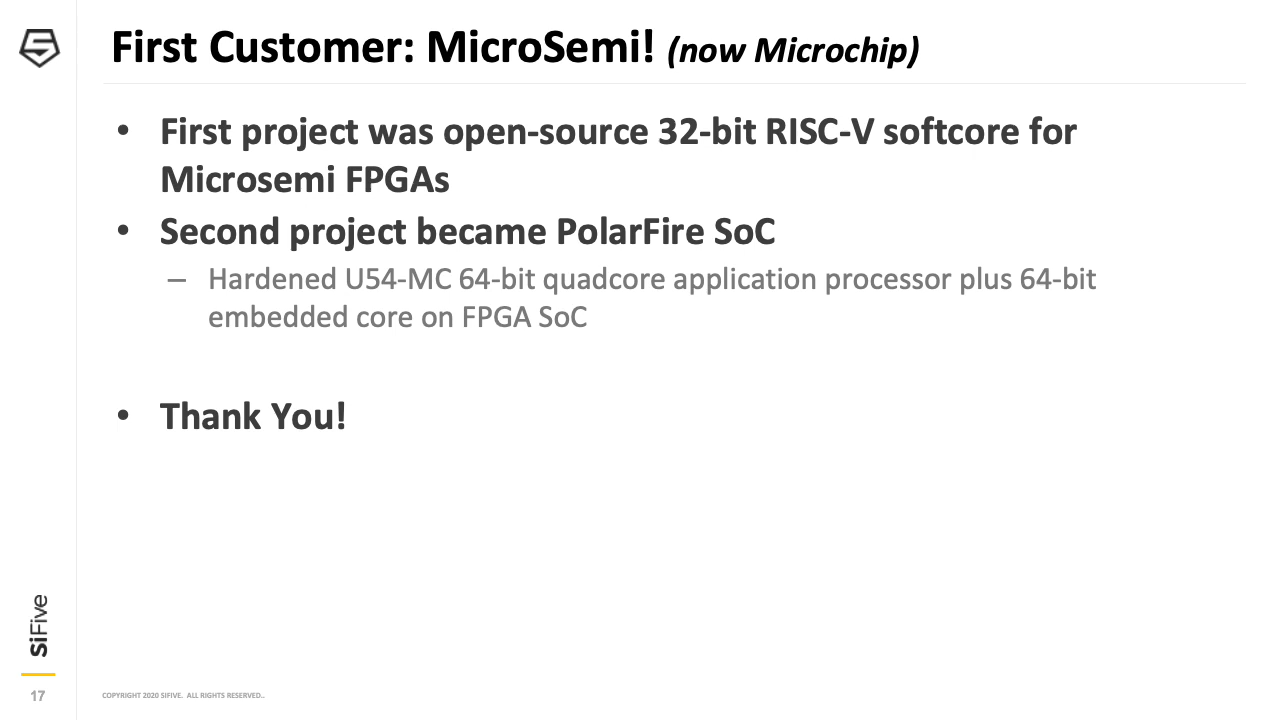 First Customer: MicroSemi! (now Microchip)
• First project was open-source 32-bit RISC-V softcore for
Microsemi FPGAs
• Second project became PolarFire SoC
– Hardened U54-MC 64-bit quadcore application processor plus 64-bit
embedded core on FPGA SoC
• Thank You!
SiFive
17
COPYRIGHT 2020 SIFIVE. ALL RIGHTS RESERVED..